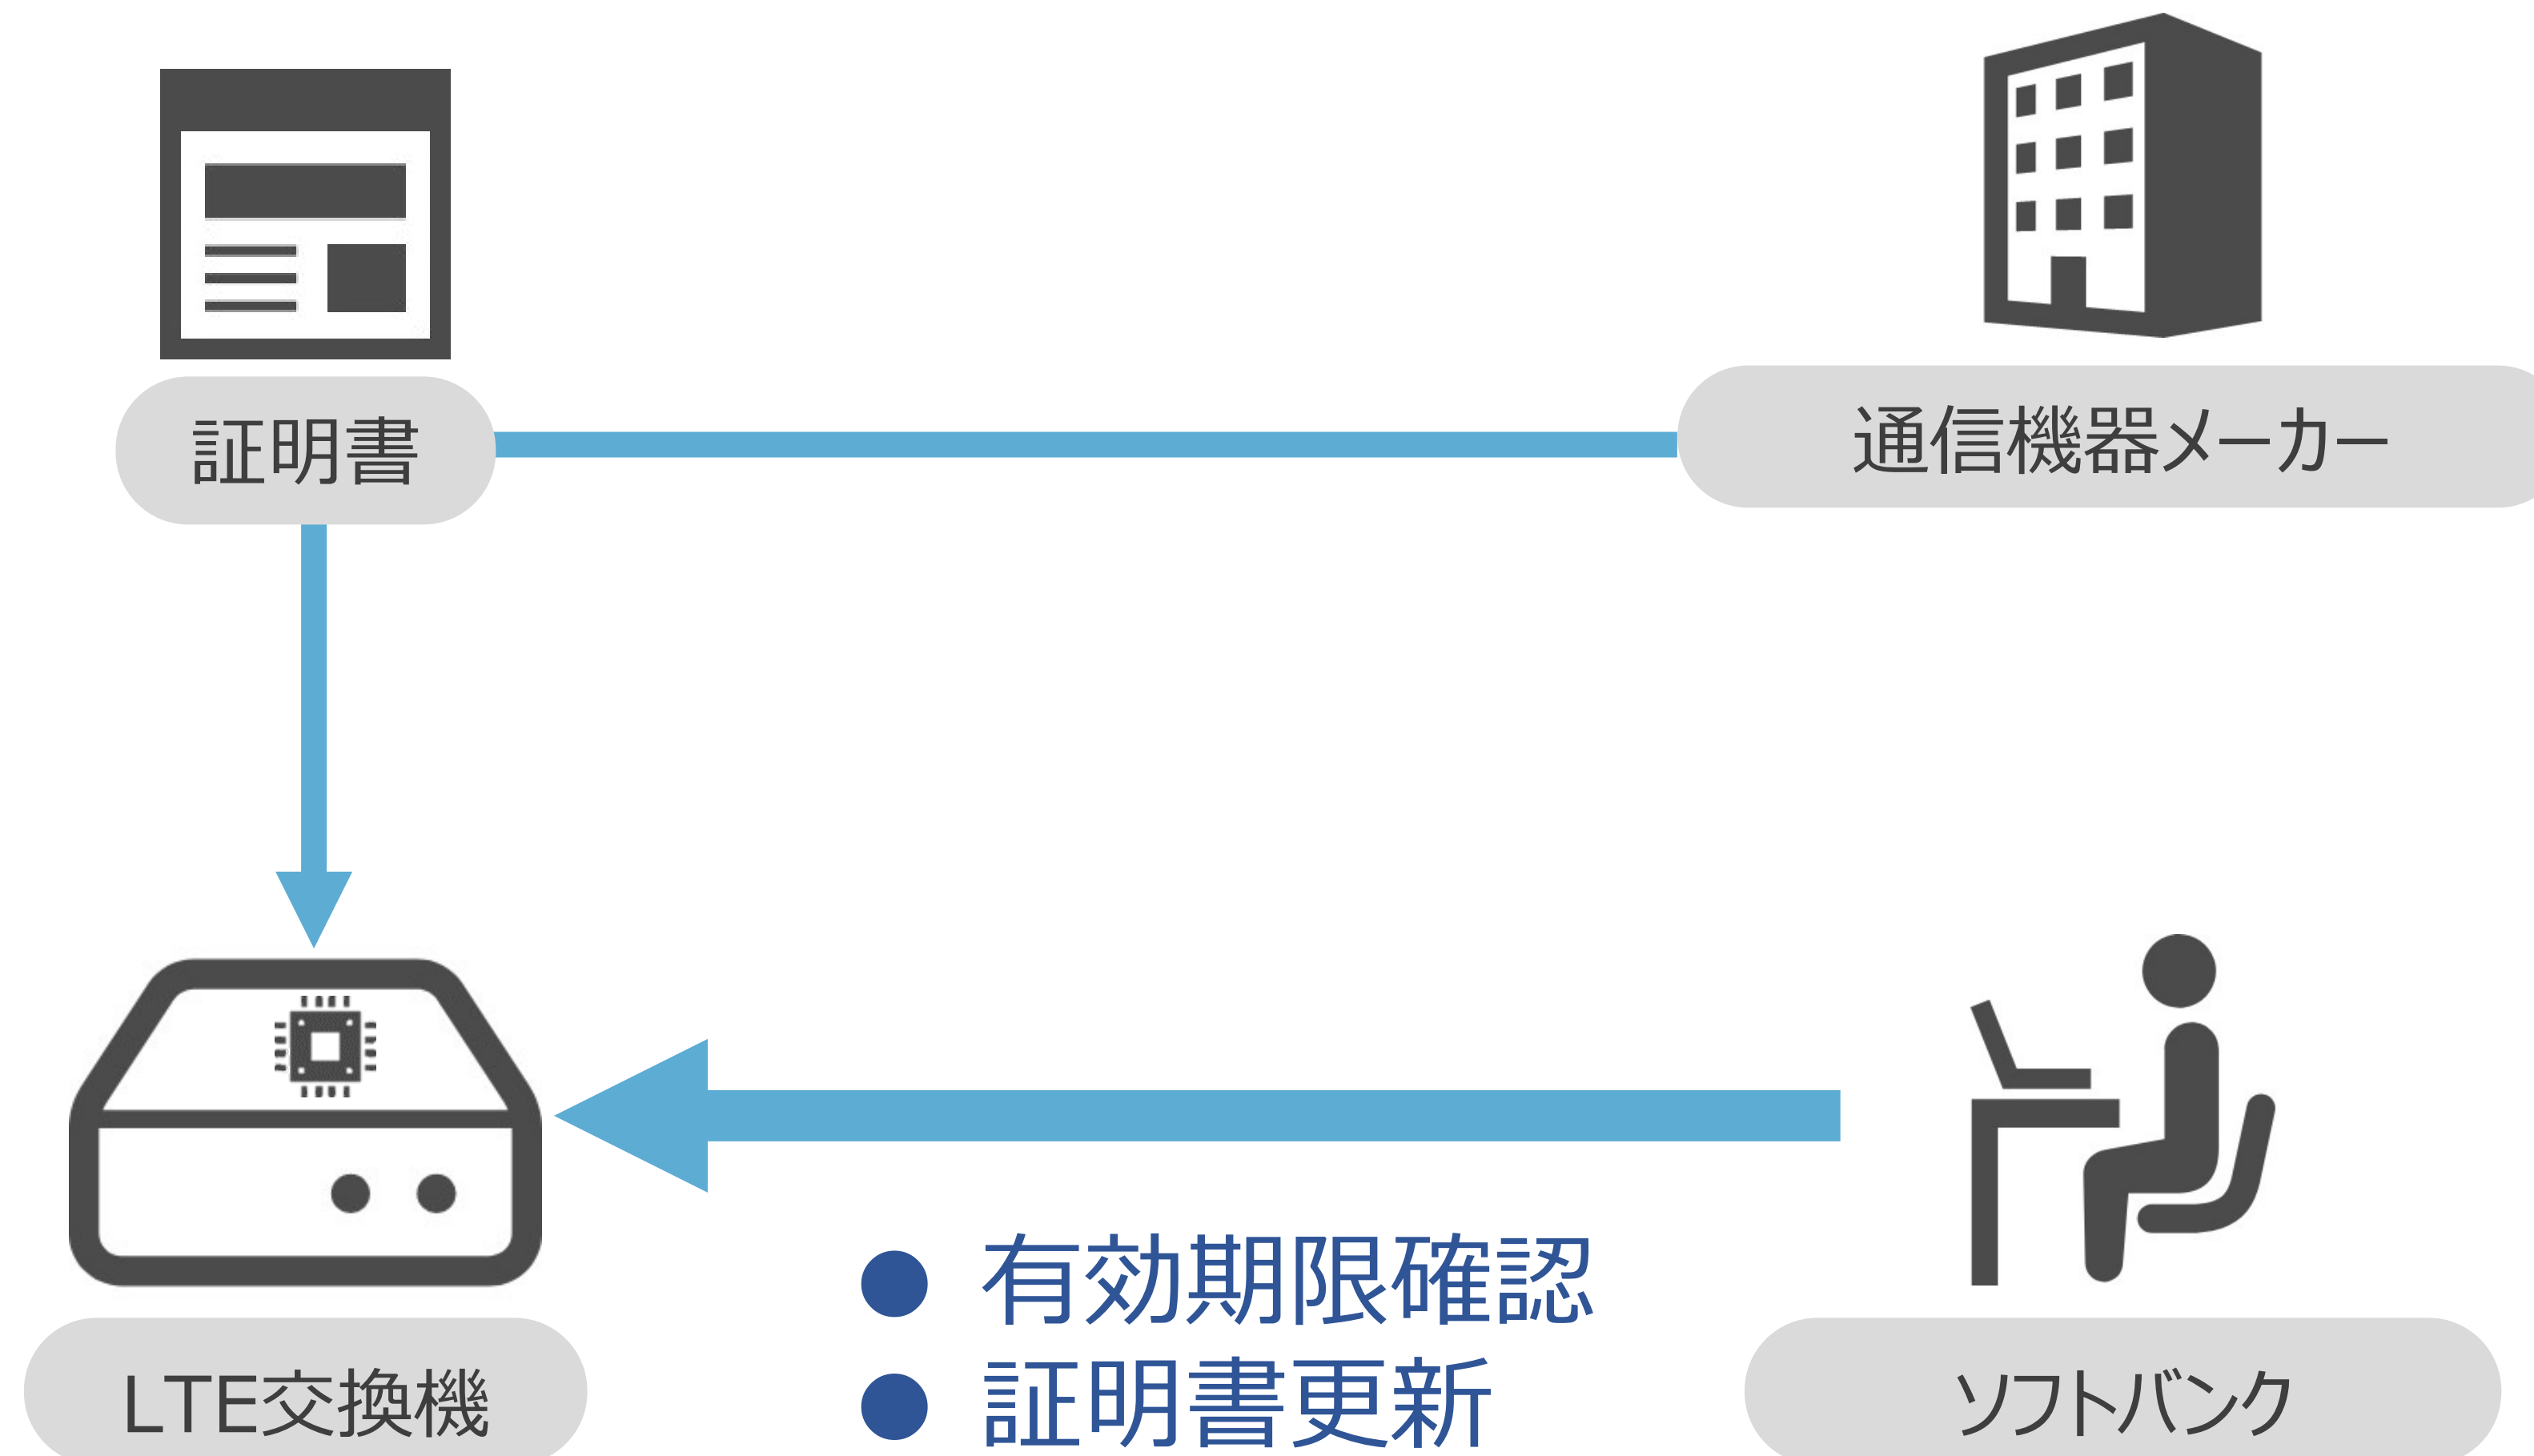 証明書
通信機器メーカー
● 有効期限確認
● 証明書更新
LTE交換機
ソフトバンク